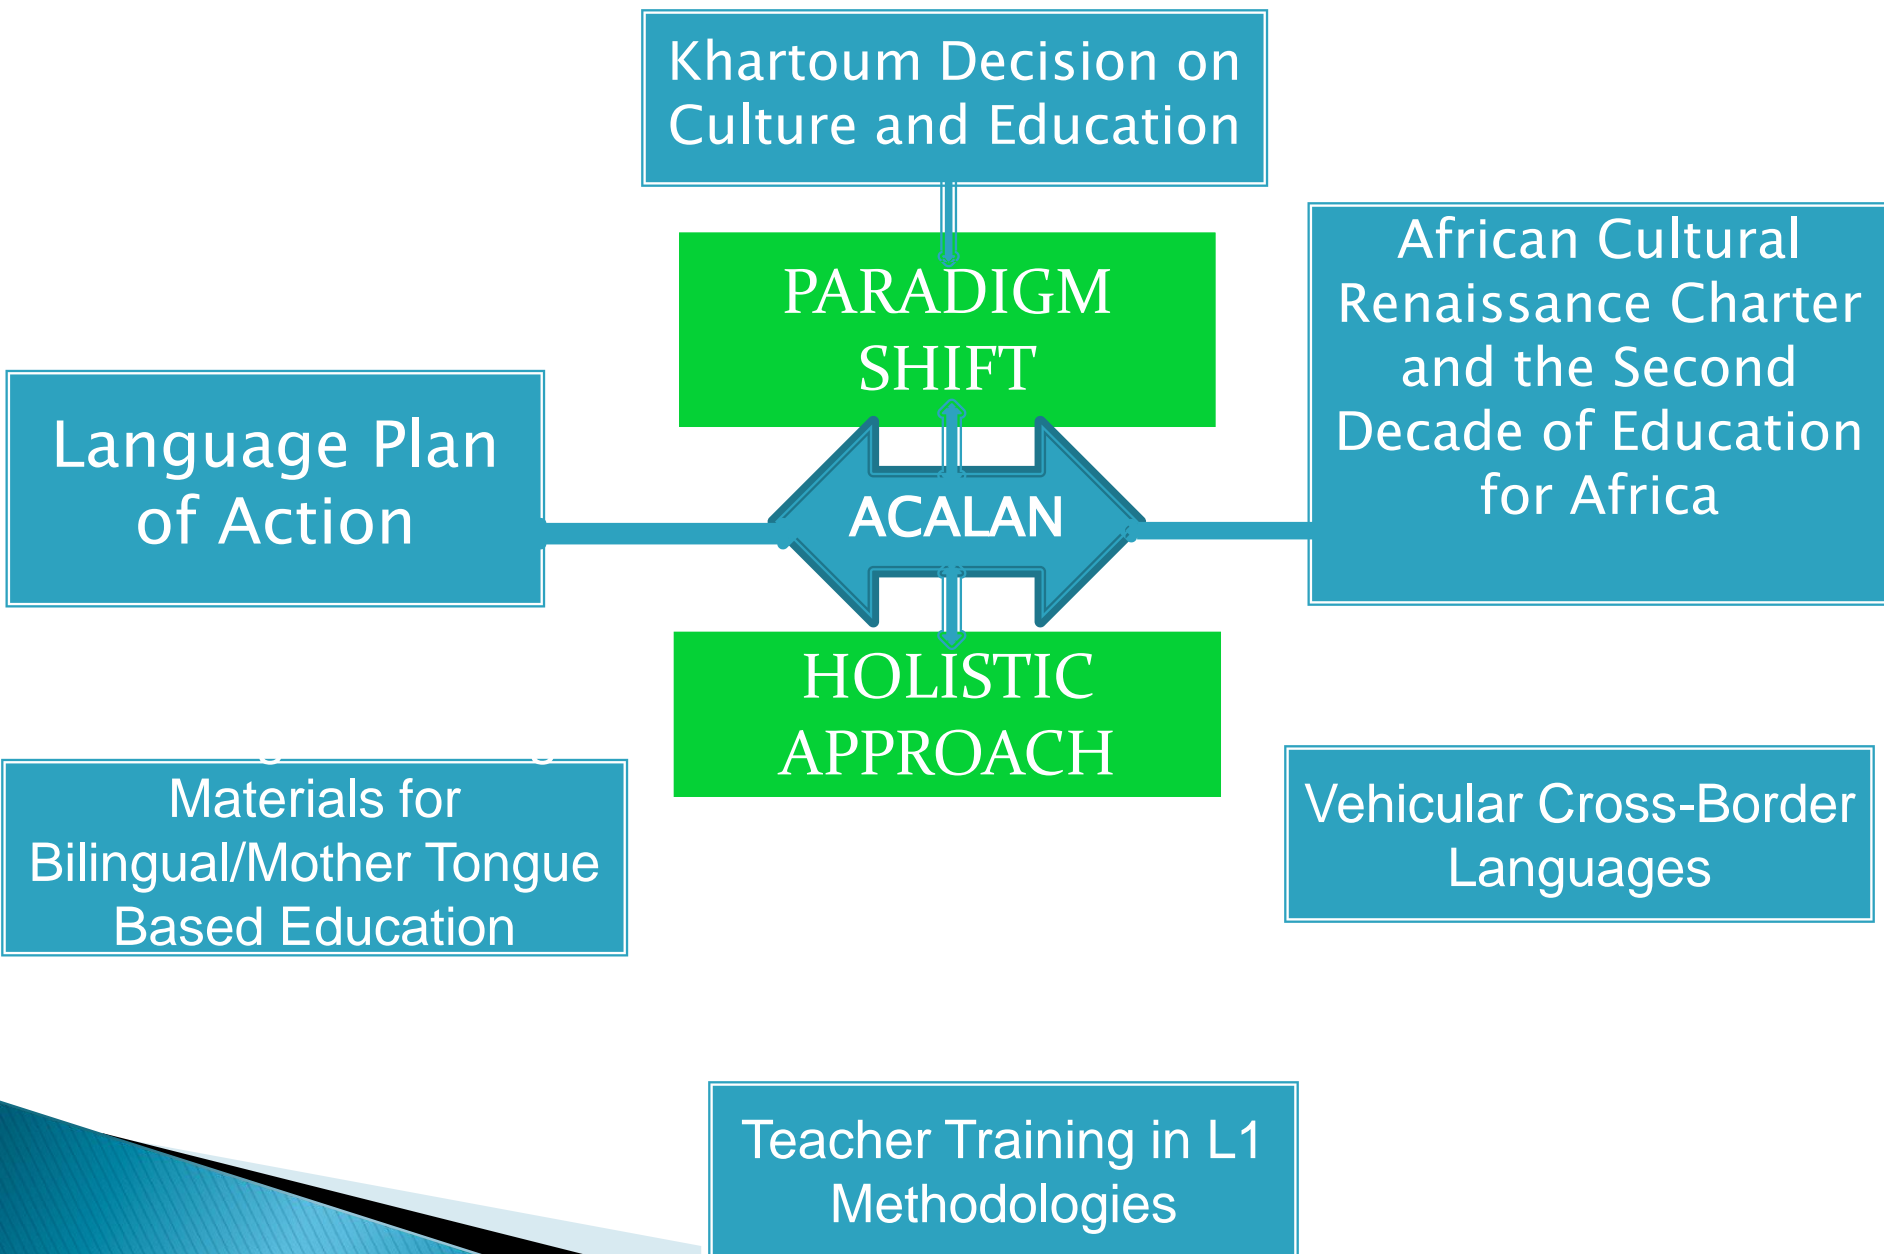 Khartoum Decision on
Culture and Education
PARADIGM
SHIFT
African Cultural
Renaissance Charter
and the Second
Decade of Education
for Africa
Language Plan
of Action
ACALAN
HOLISTIC
APPROACH
Materials for
Bilingual/Mother Tongue
Based Education
Vehicular Cross-Border
Languages
Teacher Training in L1
Methodologies